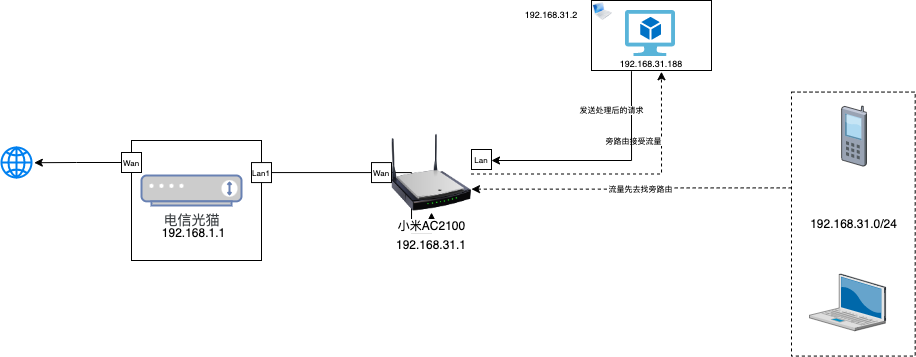 192.168.31.2
192.168.31.188
发送处理后的请求
旁路由接受流量
Wan
Lan1
Wan
Lan
流量先去找旁路由
电信光猫
192.168.1.1
小米AC2100
192.168.31.1
192.168.31.0/24